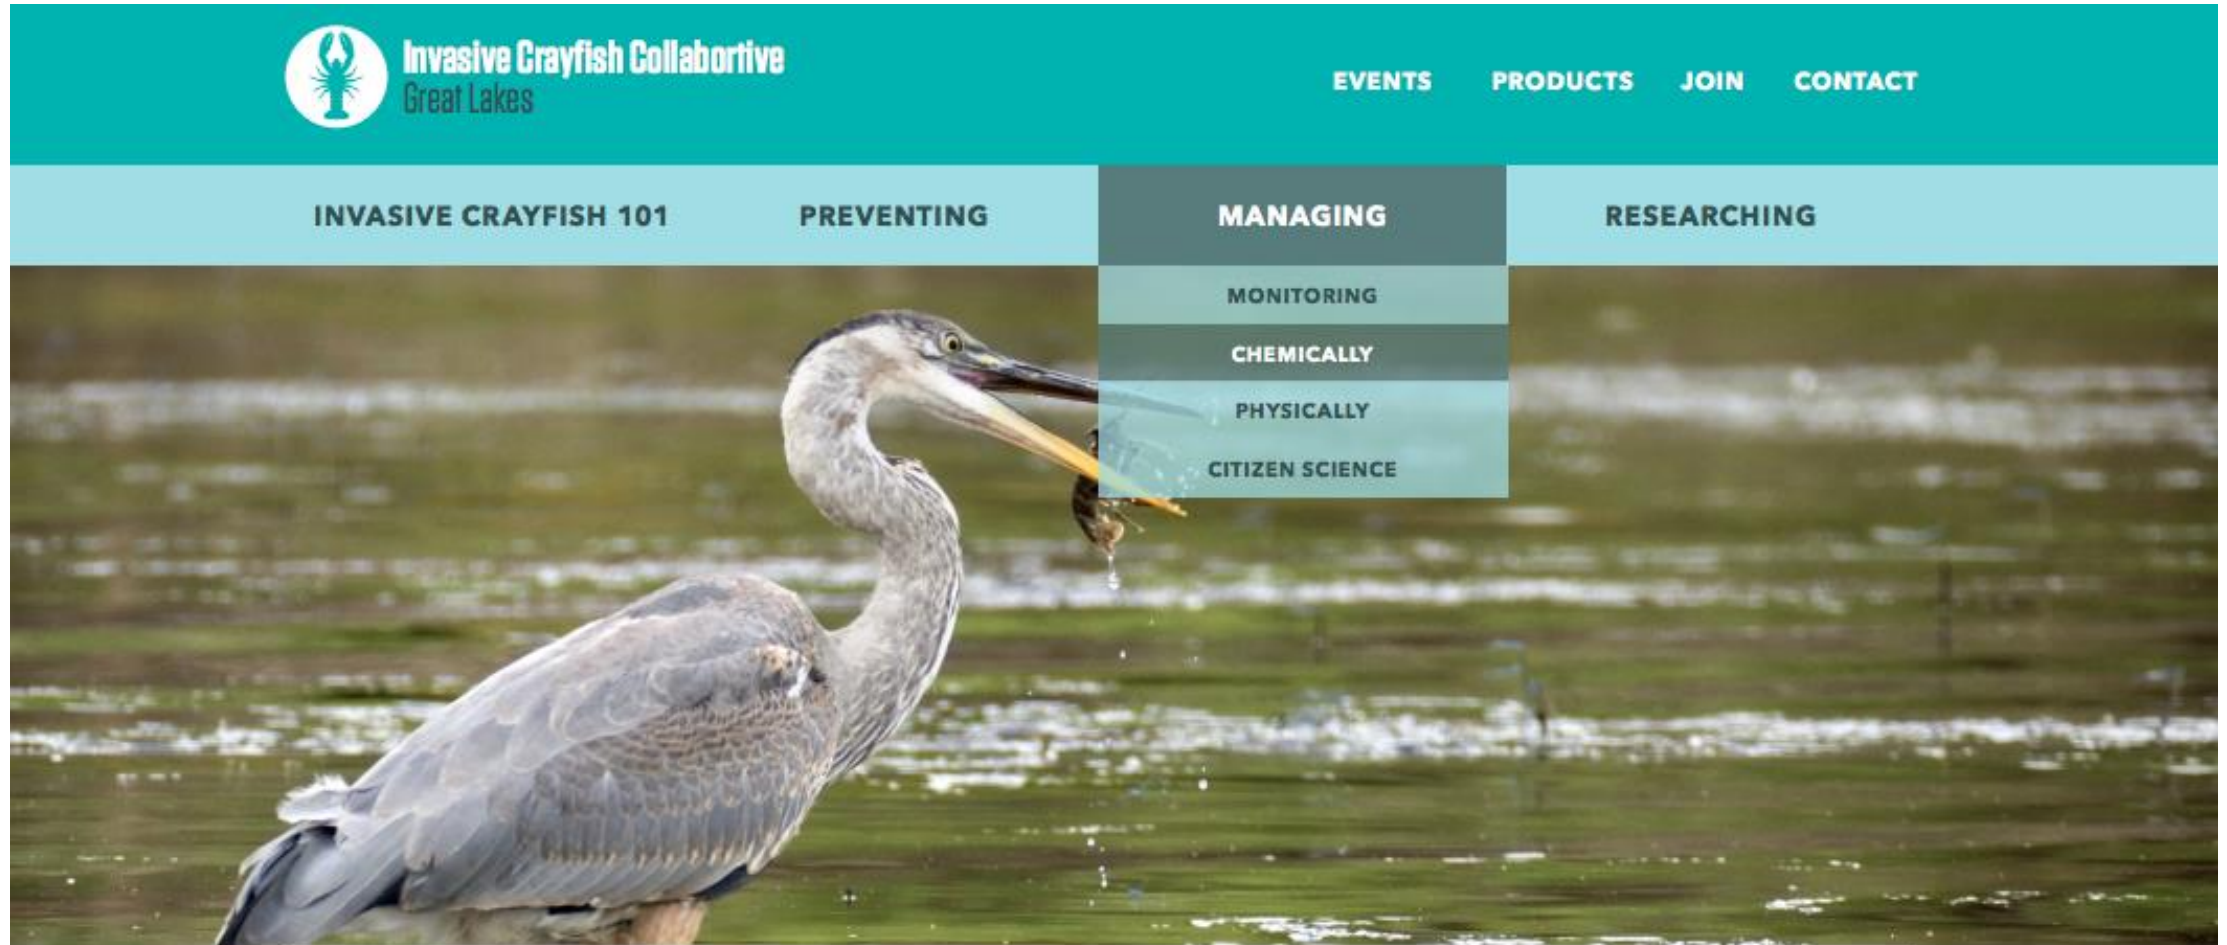 Invasive Crayfish Collabortive
Great Lakes
EVENTS PRODUCTS JOIN CONTACT
INVASIVE CRAYFISH 101 PREVENTING MANAGING RESEARCHING
MONITORING
CHEMICALLY
PHYSICALLY
CITIZEN SCIENCE